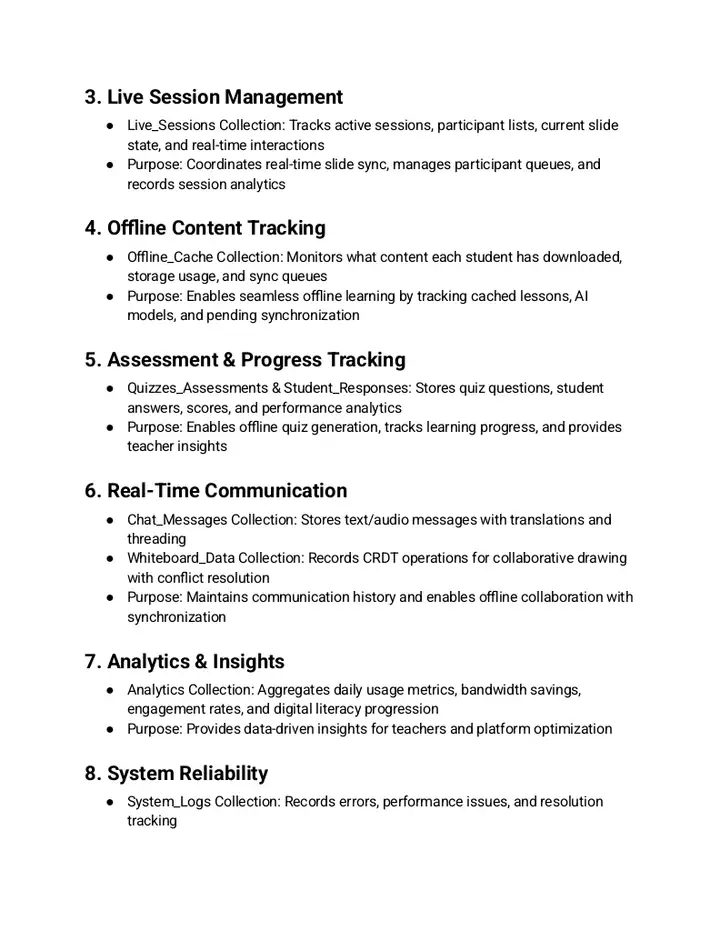 3. Live Session Management
● Live_Sessions Collection: Tracks active sessions, participant lists, current slide
state, and real-time interactions
● Purpose: Coordinates real-time slide sync, manages participant queues, and
records session analytics
4. Offline Content Tracking
● Offline_Cache Collection: Monitors what content each student has downloaded,
storage usage, and sync queues
● Purpose: Enables seamless offline learning by tracking cached lessons, AI
models, and pending synchronization
5. Assessment & Progress Tracking
● Quizzes_Assessments & Student_Responses: Stores quiz questions, student
answers, scores, and performance analytics
● Purpose: Enables offline quiz generation, tracks learning progress, and provides
teacher insights
6. Real-Time Communication
● Chat_Messages Collection: Stores text/audio messages with translations and
threading
● Whiteboard_Data Collection: Records CRDT operations for collaborative drawing
with conflict resolution
● Purpose: Maintains communication history and enables offline collaboration with
synchronization
7. Analytics & Insights
● Analytics Collection: Aggregates daily usage metrics, bandwidth savings,
engagement rates, and digital literacy progression
● Purpose: Provides data-driven insights for teachers and platform optimization
8. System Reliability
● System_Logs Collection: Records errors, performance issues, and resolution
tracking